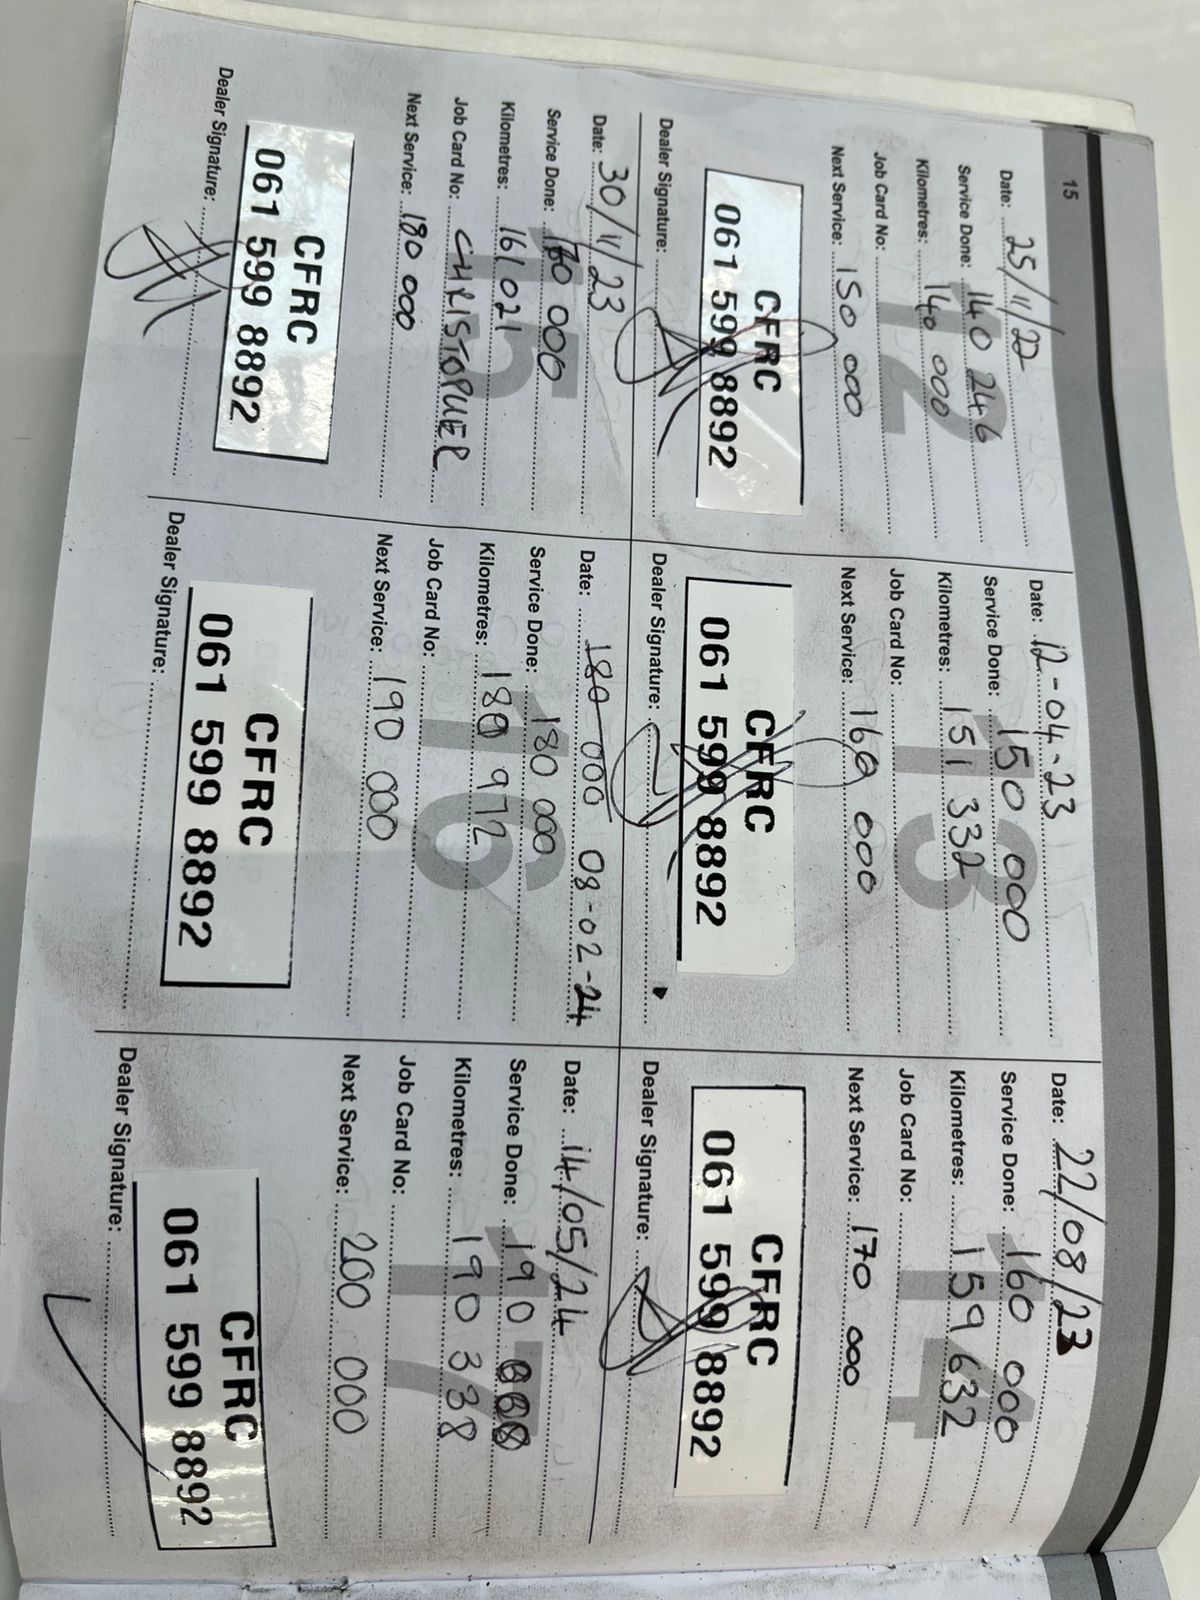 15
Date: 25/11/22
Service Done: 140 246
Kilometres: 140 000
Job Card No:
Next Service: 150 000
CFRC
061 599 8892
Dealer Signature:
12
Date: 12-04-23
Service Done: 150 000
Kilometres: 151 332
Job Card No:
Next Service: 160 000
CFRC
061 599 8892
Dealer Signature:
13
Date: 22/08/23
Service Done: 160 000
Kilometres: 159 632
Job Card No:
Next Service: 170 000
CFRC
061 599 8892
Dealer Signature:
14
Date: 30/11/23
Service Done: 170 000
Kilometres: 161 021
Job Card No: CHRISTOPHER
Next Service: 180 000
CFRC
061 599 8892
Dealer Signature:
15
Date: 180 000 08-02-24
Service Done: 180 000
Kilometres: 180 972
Job Card No:
Next Service: 190 000
CFRC
061 599 8892
Dealer Signature:
16
Date: 14/05/24
Service Done: 190 000
Kilometres: 190 338
Job Card No:
Next Service: 200 000
CFRC
061 599 8892
Dealer Signature:
17